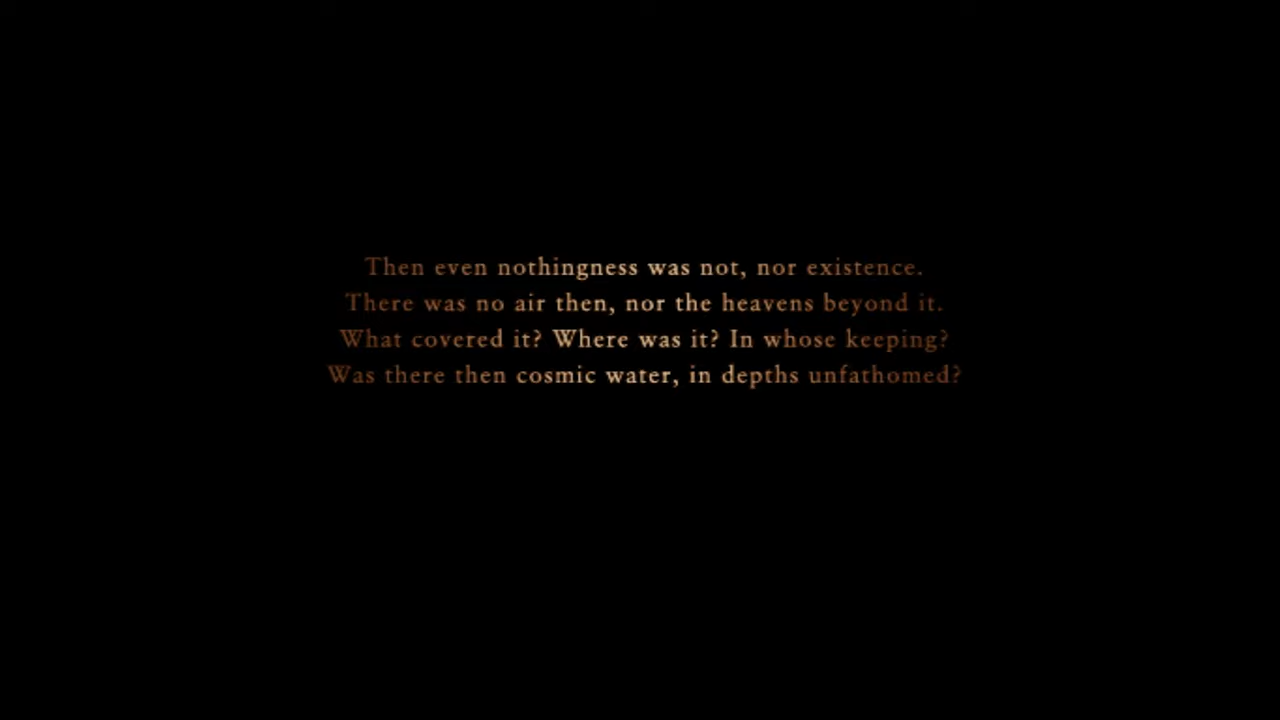 Then even nothingness was not, nor existence.
There was no air then, nor the heavens beyond it.
What covered it? Where was it? In whose keeping?
Was there then cosmic water, in depths unfathomed?